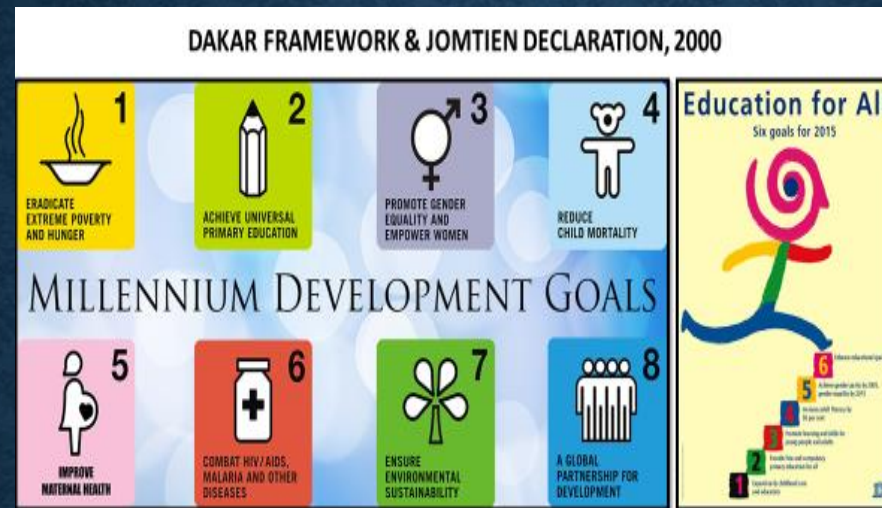 DAKAR FRAMEWORK & JOMTIEN DECLARATION, 2000
1
ERADICATE
EXTREME POVERTY
AND HUNGER
2
ACHIEVE UNIVERSAL
PRIMARY EDUCATION
3
PROMOTE GENDER
EQUALITY AND
EMPOWER WOMEN
4
REDUCE
CHILD MORTALITY
MILLENNIUM DEVELOPMENT GOALS
5
IMPROVE
MATERNAL HEALTH
6
COMBAT HIV/AIDS,
MALARIA AND OTHER
DISEASES
7
ENSURE
ENVIRONMENTAL
SUSTAINABILITY
8
A GLOBAL
PARTNERSHIP FOR
DEVELOPMENT
Education for Al
Six goals for 2015
6
5
4
3
2
1